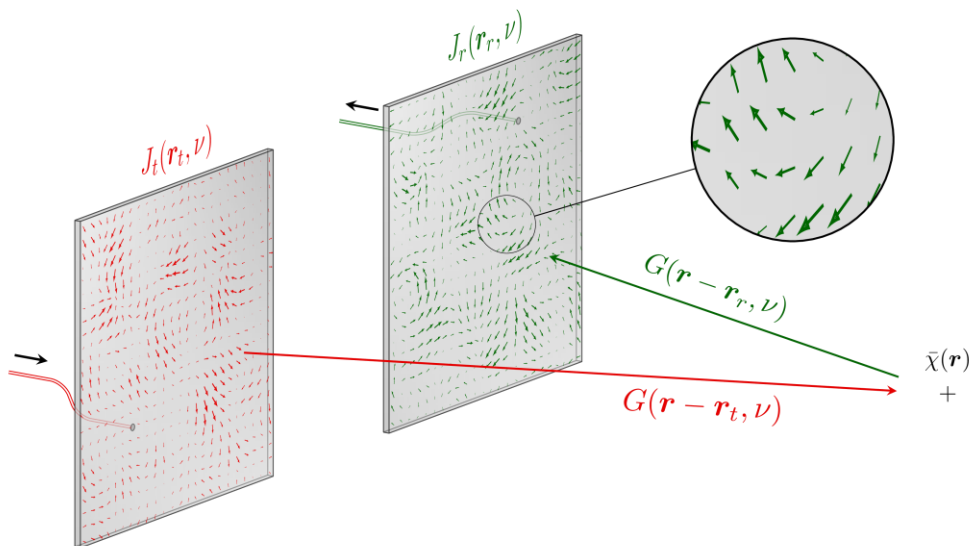 J_r(r_r, ν)
J_t(r_t, ν)
G(r − r_r, ν)
χ̄(r)
+
G(r − r_t, ν)